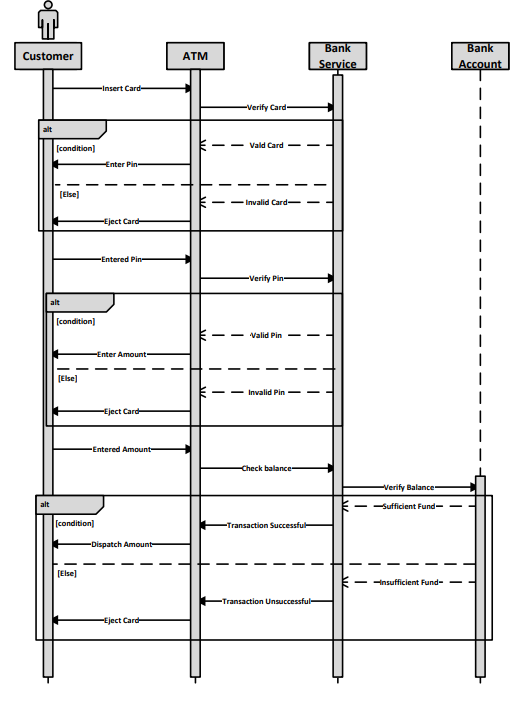 Customer
ATM
Bank
Service
Bank
Account
Insert Card
Verify Card
alt
[condition]
Vald Card
Enter Pin
[Else]
Invalid Card
Eject Card
Entered Pin
Verify Pin
alt
[condition]
Valid Pin
Enter Amount
[Else]
Invalid Pin
Eject Card
Entered Amount
Check balance
Verify Balance
alt
Sufficient Fund
[condition]
Transaction Successful
Dispatch Amount
[Else]
Insufficient Fund
Transaction Unsuccessful
Eject Card